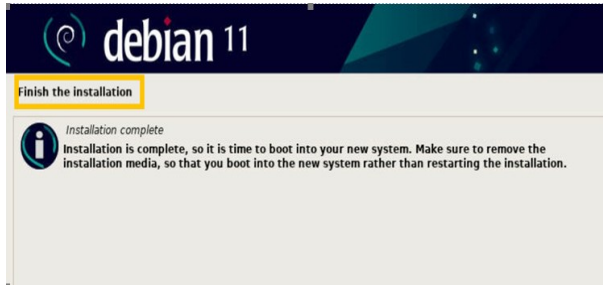 debian 11
Finish the installation
Installation complete
Installation is complete, so it is time to boot into your new system. Make sure to remove the
installation media, so that you boot into the new system rather than restarting the installation.